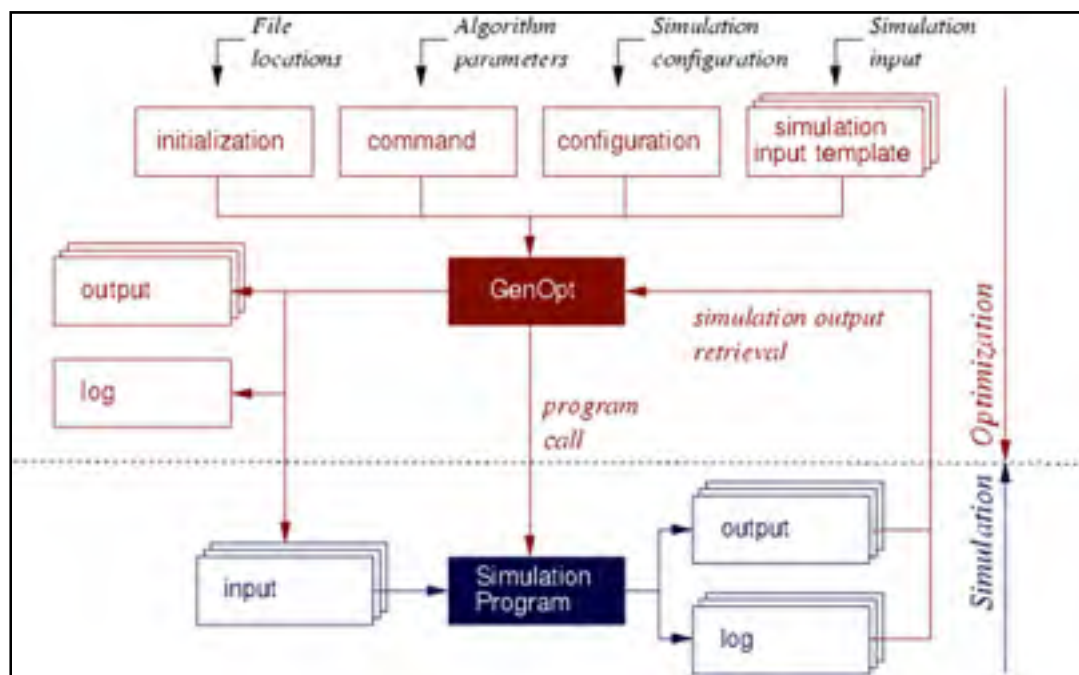 File
locations
Algorithm
parameters
Simulation
configuration
Simulation
input
initialization
command
configuration
simulation
input template
output
GenOpt
simulation output
retrieval
log
program
call
Optimization
Simulation
output
input
Simulation
Program
log